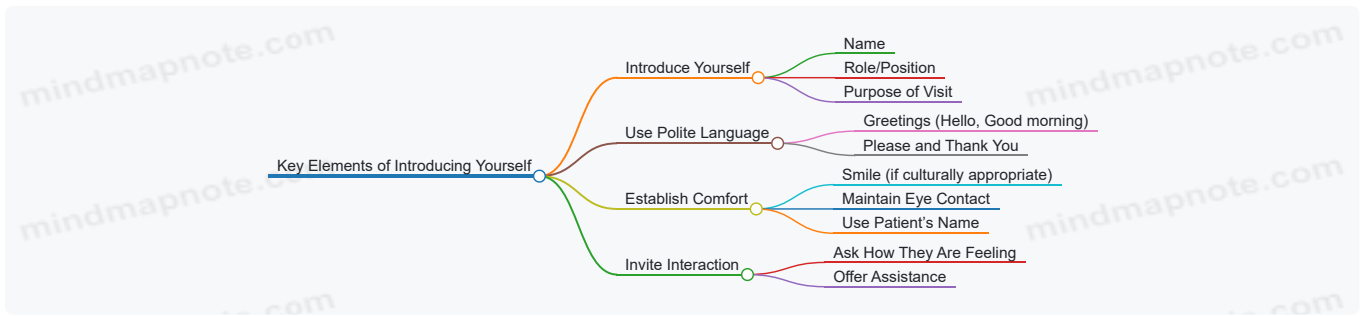 mindmapnote.com
mindmapnote.com
Name
Introduce Yourself
Role/Position
Purpose of Visit
Greetings (Hello, Good morning)
Use Polite Language
Please and Thank You
Key Elements of Introducing Yourself
mindmapnote.com
mindmapnote.com
Smile (if culturally appropriate)
Establish Comfort
Maintain Eye Contact
Use Patient’s Name
Ask How They Are Feeling
Invite Interaction
Offer Assistance